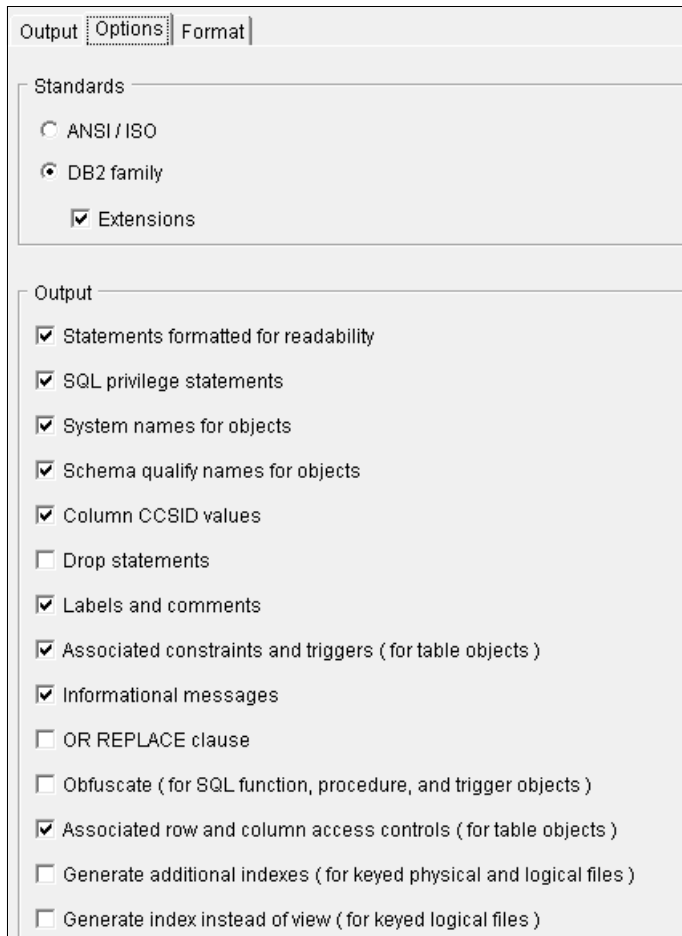 Output Options Format
Standards
ANSI / ISO
DB2 family
Extensions
Output
Statements formatted for readability
SQL privilege statements
System names for objects
Schema qualify names for objects
Column CCSID values
Drop statements
Labels and comments
Associated constraints and triggers ( for table objects )
Informational messages
OR REPLACE clause
Obfuscate ( for SQL function, procedure, and trigger objects )
Associated row and column access controls ( for table objects )
Generate additional indexes ( for keyed physical and logical files )
Generate index instead of view ( for keyed logical files )